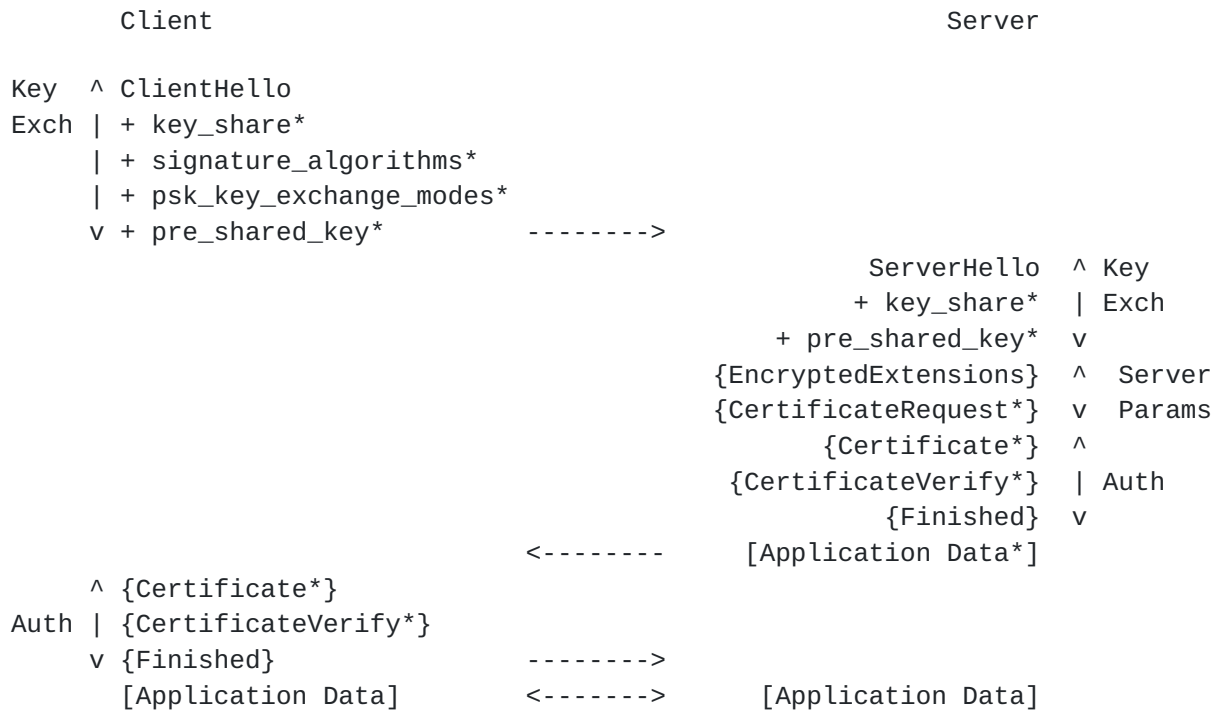 Client                                               Server

Key  ^ ClientHello
Exch | + key_share*
     | + signature_algorithms*
     | + psk_key_exchange_modes*
     v + pre_shared_key*         -------->
                                                       ServerHello  ^ Key
                                                      + key_share*  | Exch
                                                 + pre_shared_key*  v
                                             {EncryptedExtensions}  ^  Server
                                             {CertificateRequest*}  v  Params
                                                    {Certificate*}  ^
                                              {CertificateVerify*}  | Auth
                                                        {Finished}  v
                                 <--------     [Application Data*]
     ^ {Certificate*}
Auth | {CertificateVerify*}
     v {Finished}                -------->
       [Application Data]        <------->      [Application Data]